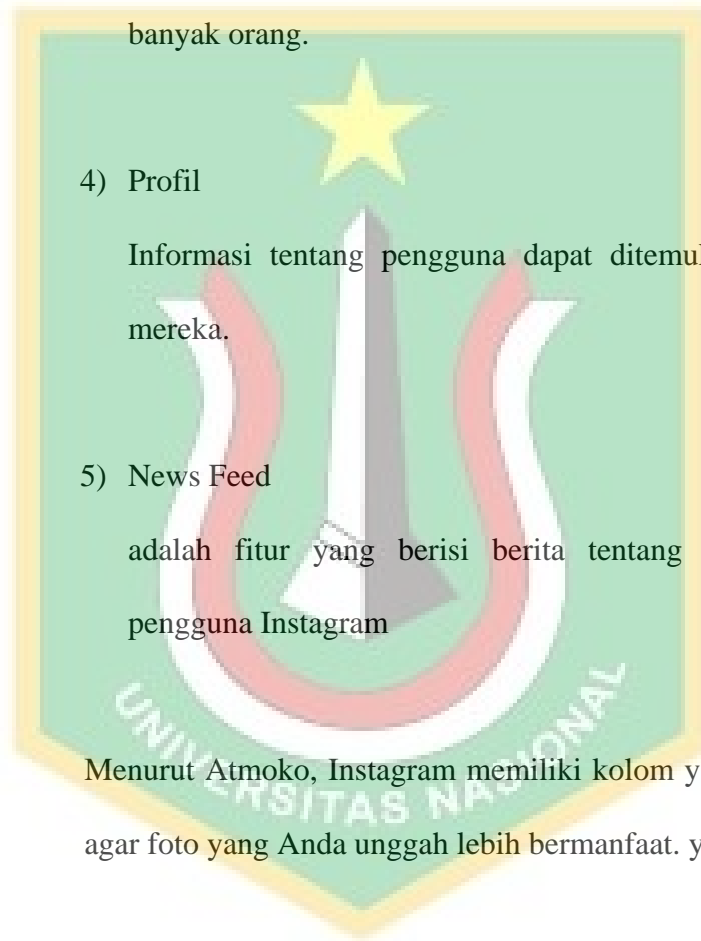 banyak orang.
4) Profil
Informasi tentang pengguna dapat
mereka.
5) News Feed
adalah fitur yang berisi berita tentang
pengguna Instagram
UNIVERSITAS NASIONAL
Menurut Atmoko, Instagram memiliki kolom
agar foto yang Anda unggah lebih bermanfaat.